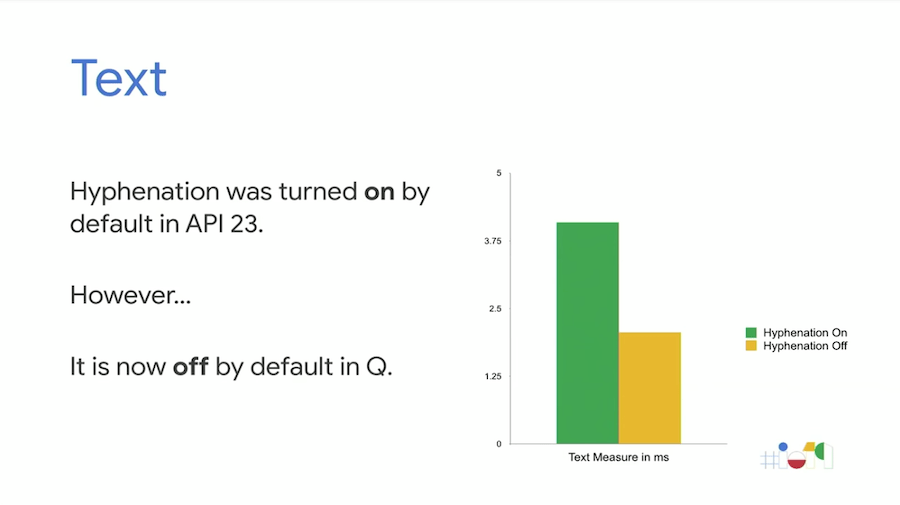 Text
Hyphenation was turned on by
default in API 23.
However...
It is now off by default in Q.
5
3.75
2.5
1.25
0
Text Measure in ms
Hyphenation On
Hyphenation Off
#io19